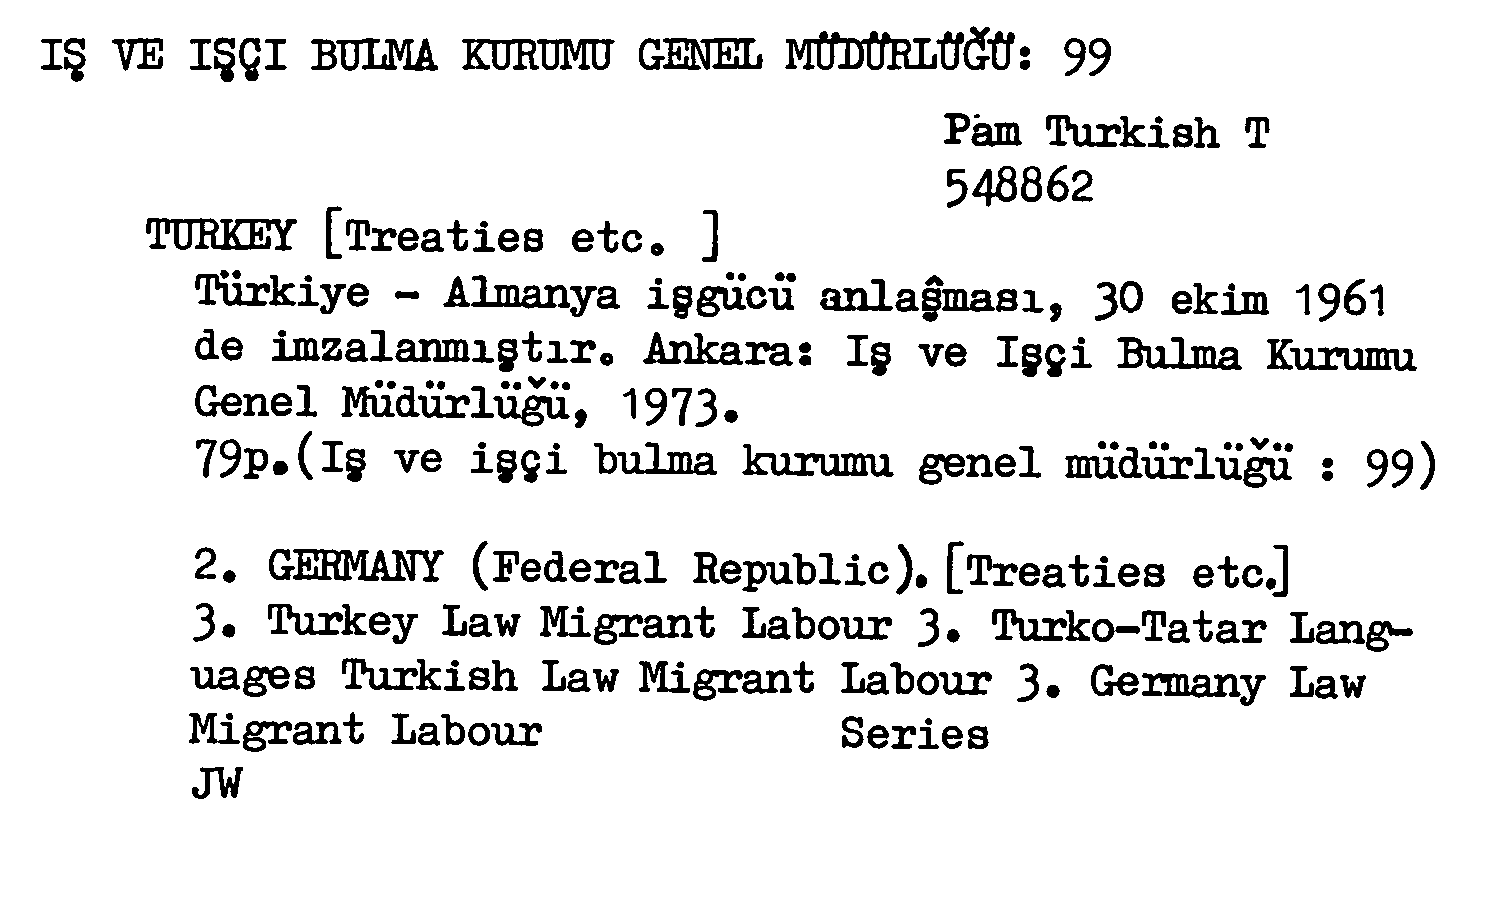 IŞ VE IŞÇI BULMA KURUMU GENEL MÜDÜRLÜĞÜ: 99
Pam Turkish T
548862
TURKEY [Treaties etc. ]
Türkiye - Almanya işgücü anlaşması, 30 ekim 1961
de imzalanmıştır. Ankara: Iş ve Işçi Bulma Kurumu
Genel Müdürlüğü, 1973.
79p.(Iş ve işçi bulma kurumu genel müdürlüğü : 99)
2. GERMANY (Federal Republic). [Treaties etc.]
3. Turkey Law Migrant Labour 3. Turko-Tatar Lang-
uages Turkish Law Migrant Labour 3. Germany Law
Migrant Labour Series
JW